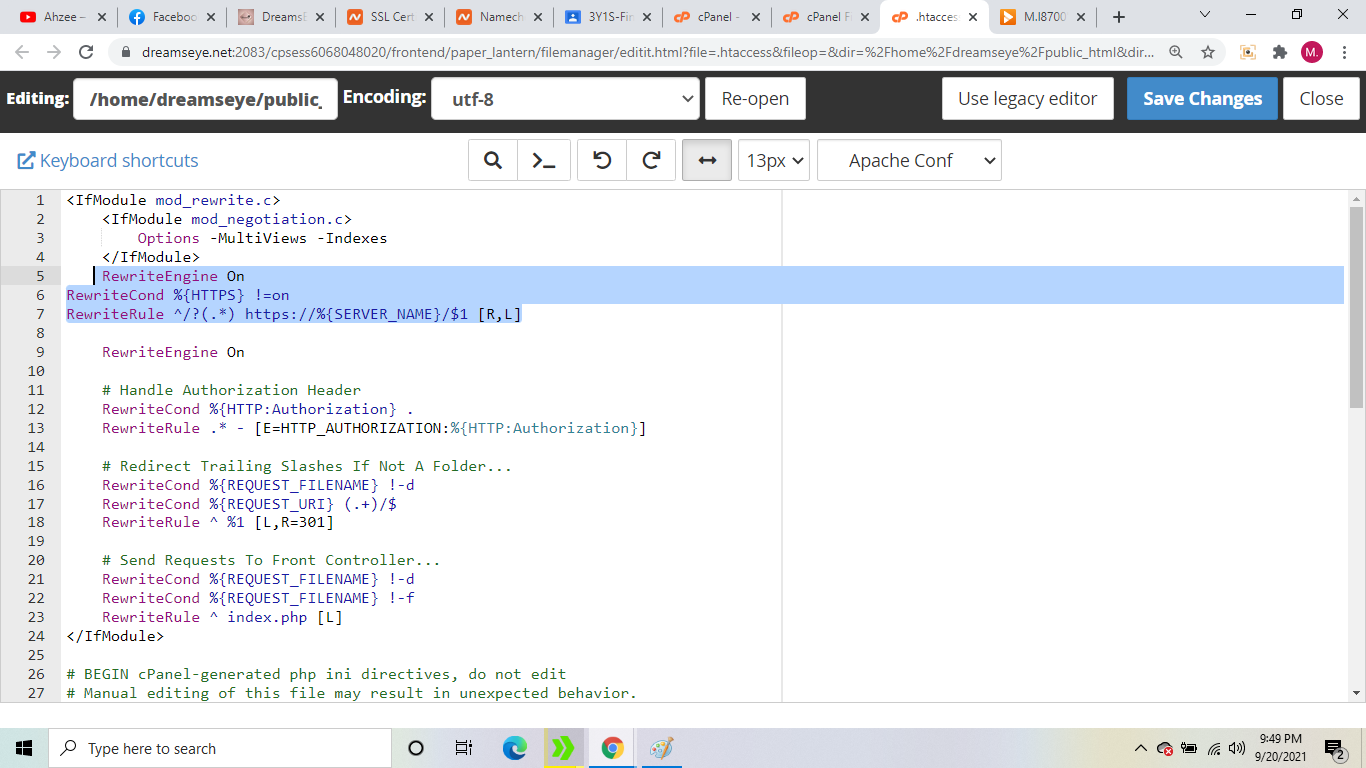 Ahzee –
Faceboo
DreamsE
SSL Cert
Namech
3Y1S-Fin
cPanel -
cPanel F
.htacces
M.I8700
dreamseye.net:2083/cpsess6068048020/frontend/paper_lantern/filemanager/editit.html?file=.htaccess&fileop=&dir=%2Fhome%2Fdreamseye%2Fpublic_html&dir...
M.
Editing:
/home/dreamseye/public_
Encoding:
utf-8
Re-open
Use legacy editor
Save Changes
Close
Keyboard shortcuts
13px
Apache Conf
1 <IfModule mod_rewrite.c>
2 <IfModule mod_negotiation.c>
3 Options -MultiViews -Indexes
4 </IfModule>
5 RewriteEngine On
6 RewriteCond %{HTTPS} !=on
7 RewriteRule ^/?(.*) https://%{SERVER_NAME}/$1 [R,L]
8
9 RewriteEngine On
10
11 # Handle Authorization Header
12 RewriteCond %{HTTP:Authorization} .
13 RewriteRule .* - [E=HTTP_AUTHORIZATION:%{HTTP:Authorization}]
14
15 # Redirect Trailing Slashes If Not A Folder...
16 RewriteCond %{REQUEST_FILENAME} !-d
17 RewriteCond %{REQUEST_URI} (.+)/$
18 RewriteRule ^ %1 [L,R=301]
19
20 # Send Requests To Front Controller...
21 RewriteCond %{REQUEST_FILENAME} !-d
22 RewriteCond %{REQUEST_FILENAME} !-f
23 RewriteRule ^ index.php [L]
24 </IfModule>
25
26 # BEGIN cPanel-generated php ini directives, do not edit
27 # Manual editing of this file may result in unexpected behavior.
Type here to search
9:49 PM
9/20/2021
2